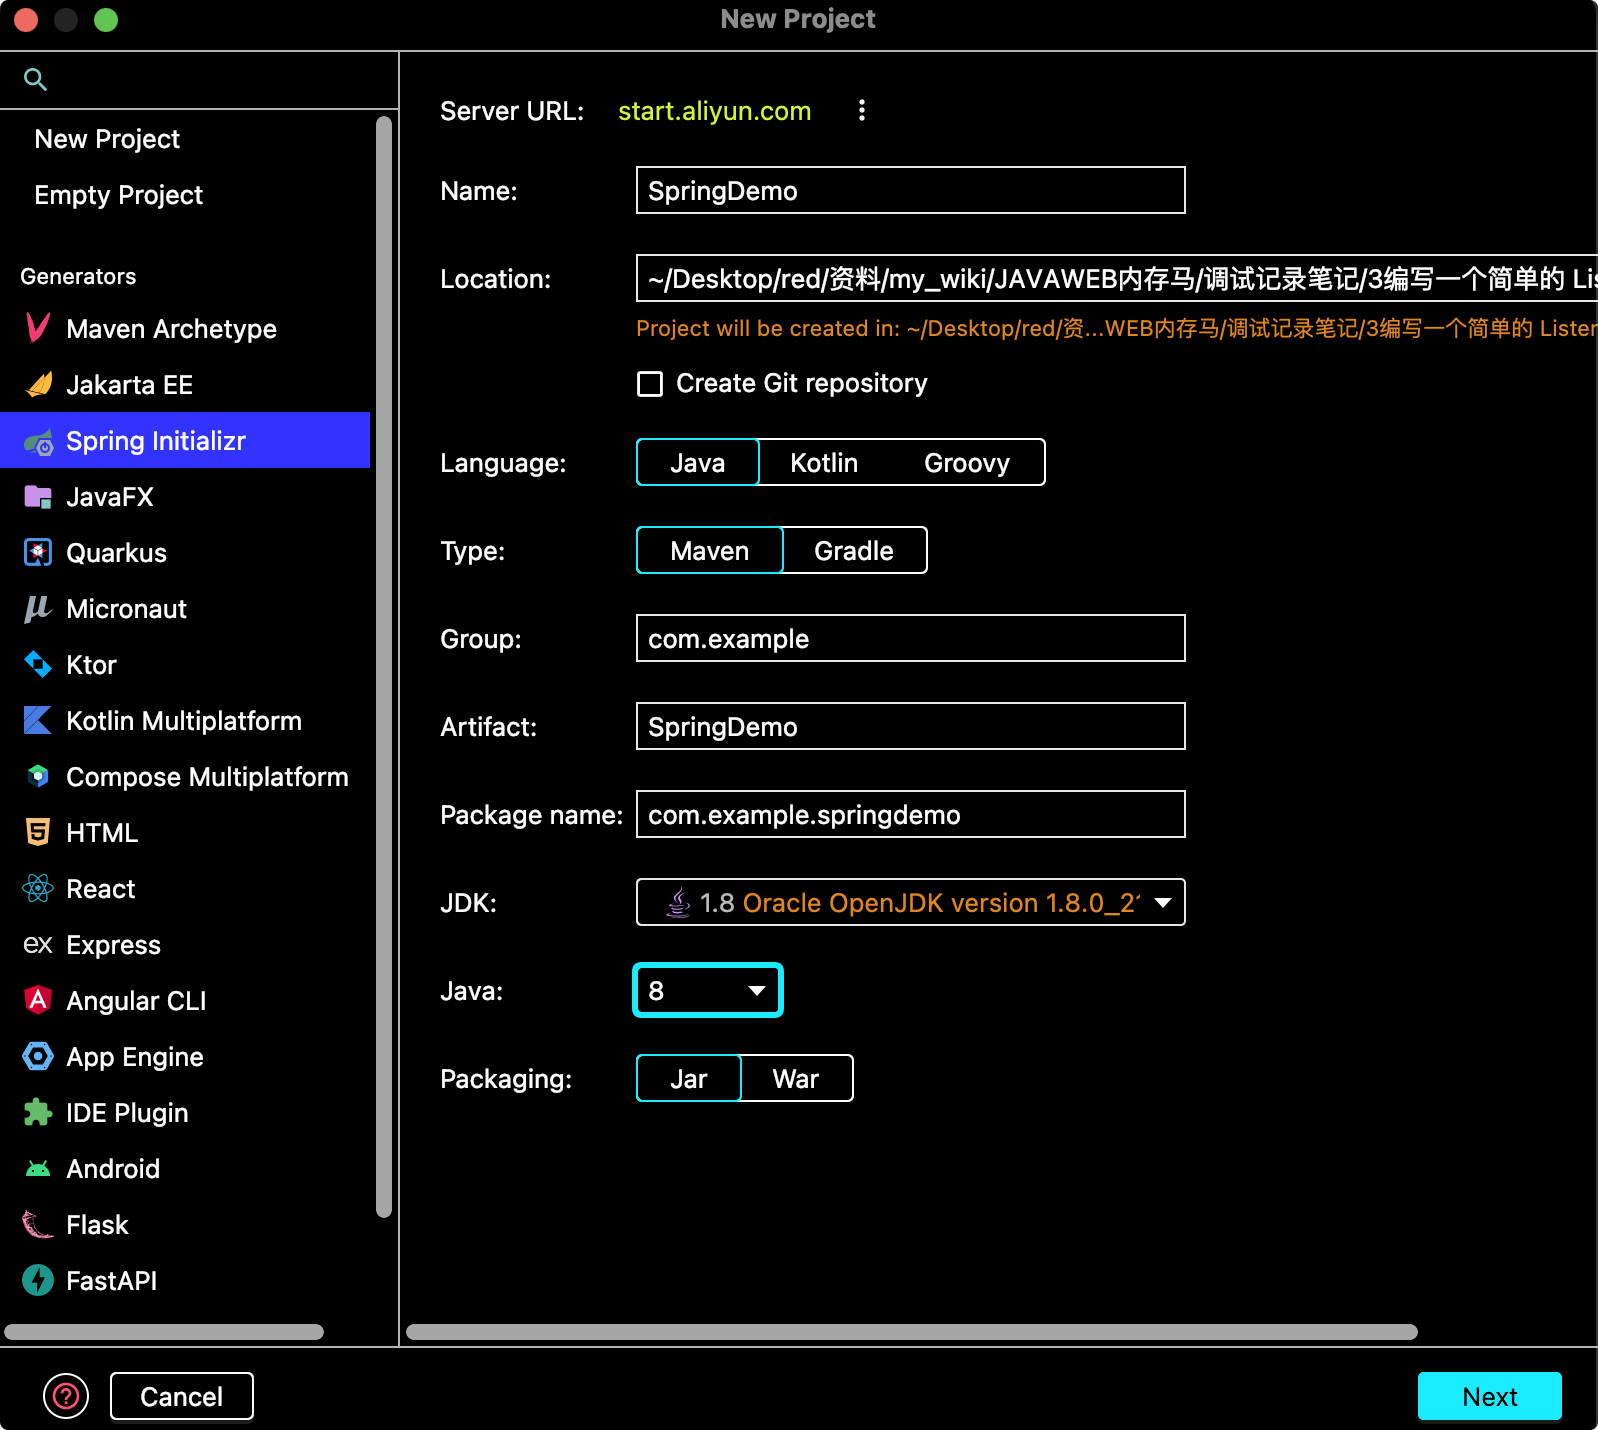 New Project
New Project
Empty Project
Generators
Maven Archetype
Jakarta EE
Spring Initializr
JavaFX
Quarkus
Micronaut
Ktor
Kotlin Multiplatform
Compose Multiplatform
HTML
React
ex Express
Angular CLI
App Engine
IDE Plugin
Android
Flask
FastAPI
Server URL: start.aliyun.com
Name: SpringDemo
Location: ~/Desktop/red/资料/my_wiki/JAVAWEB内存马/调试记录笔记/3编写一个简单的 Lis
Project will be created in: ~/Desktop/red/资...WEB内存马/调试记录笔记/3编写一个简单的 Lister
Create Git repository
Language: Java Kotlin Groovy
Type: Maven Gradle
Group: com.example
Artifact: SpringDemo
Package name: com.example.springdemo
JDK: 1.8 Oracle OpenJDK version 1.8.0_2
Java: 8
Packaging: Jar War
? Cancel Next